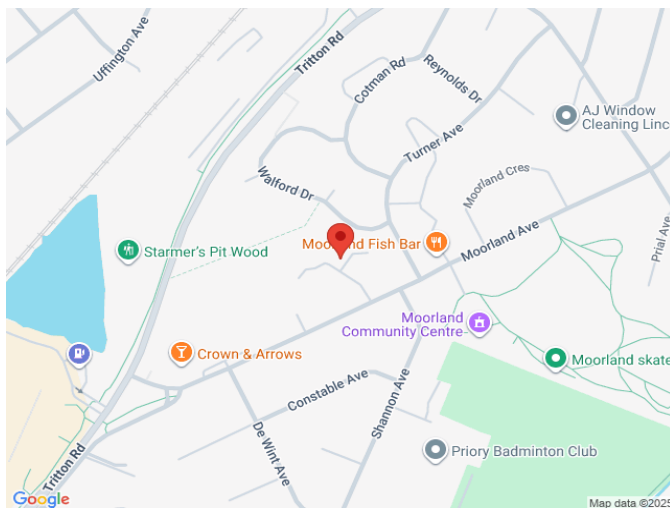 Uffington Ave
Tritton Rd
Cotman Rd
Reynolds Dr
AJ Window
Cleaning Linc
Turner Ave
Walford Dr
Moorland Cres
Moorland Ave
Prial Ave
Starmer's Pit Wood
Moorland Fish Bar
Moorland
Community Centre
Crown & Arrows
Moorland skate
Constable Ave
Shannon Ave
De Wint Ave
Priory Badminton Club
Tritton Rd
Google
Map data ©2025